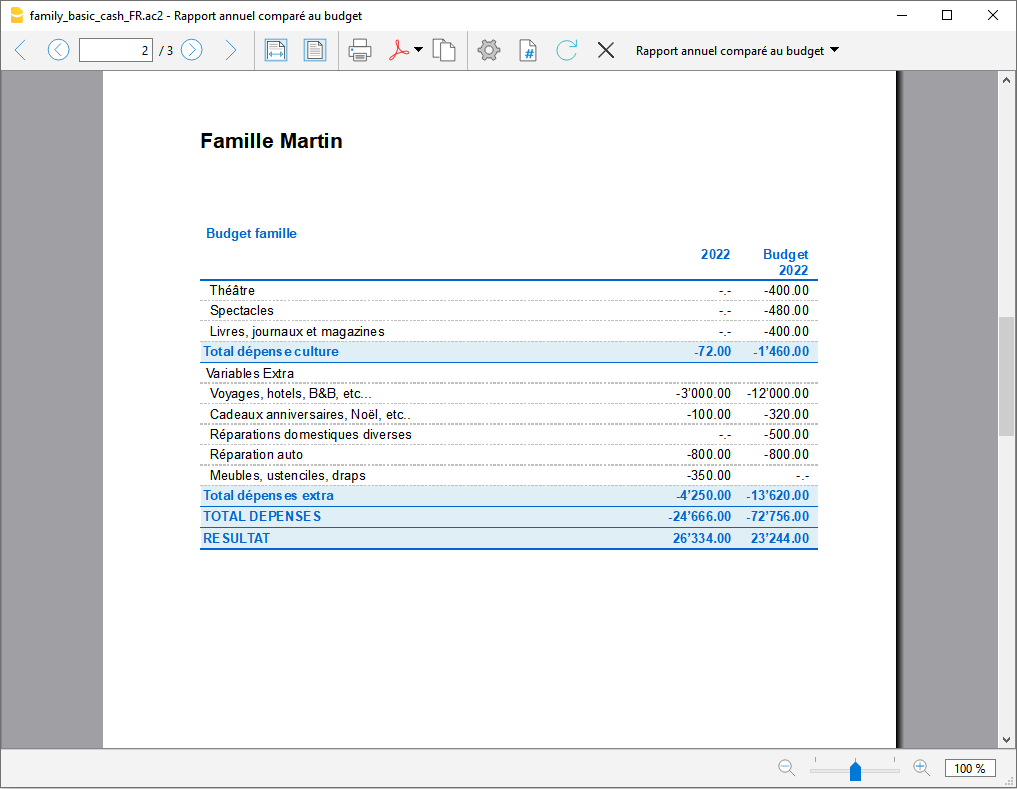 family_basic_cash_FR.ac2 - Rapport annuel comparé au budget
2 / 3 # Rapport annuel comparé au budget
Famille Martin
Budget famille
2022 Budget
2022
Théâtre -.- -400.00
Spectacles -.- -480.00
Livres, journaux et magazines -.- -400.00
Total dépense culture -72.00 -1’460.00
Variables Extra
Voyages, hotels, B&B, etc... -3’000.00 -12’000.00
Cadeaux anniversaires, Noël, etc.. -100.00 -320.00
Réparations domestiques diverses -.- -500.00
Réparation auto -800.00 -800.00
Meubles, ustenciles, draps -350.00 -.-
Total dépenses extra -4’250.00 -13’620.00
TOTAL DEPENSES -24’666.00 -72’756.00
RESULTAT 26’334.00 23’244.00
100 %